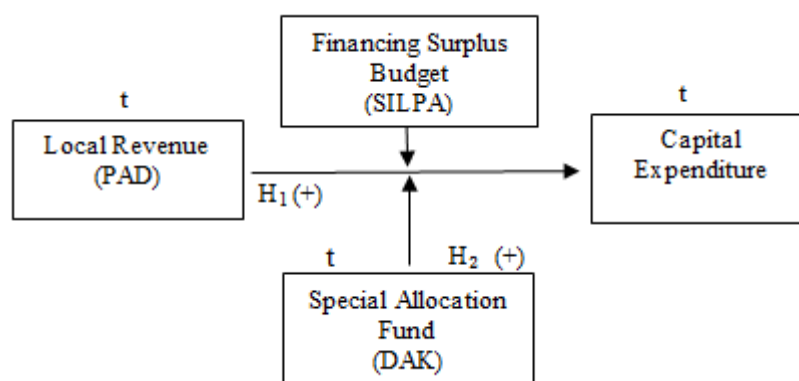 Financing Surplus
Budget
(SILPA)
t
t
Local Revenue
(PAD)
Capital
Expenditure
H₁ (+)
t
H₂ (+)
Special Allocation
Fund
(DAK)